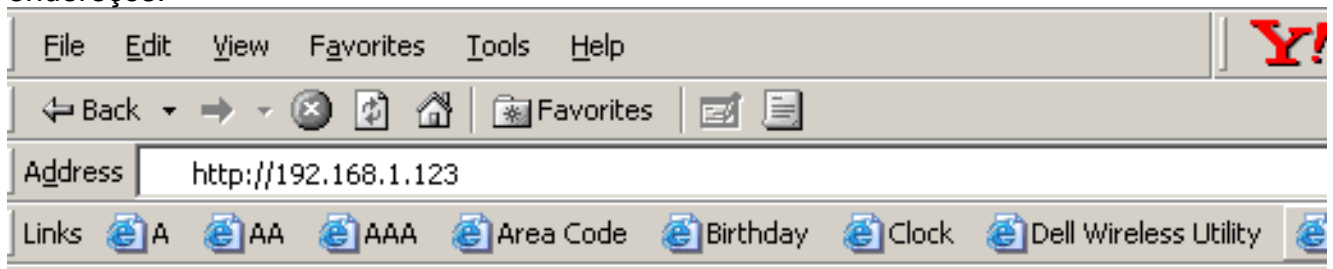 File Edit View Favorites Tools Help Y!
Back Favorites
Address http://192.168.1.123
Links A AA AAA Area Code Birthday Clock Dell Wireless Utility